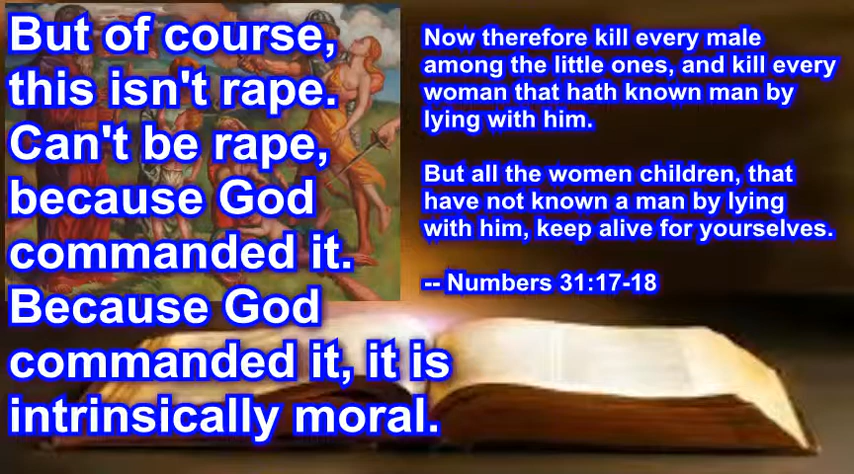 But of course,
this isn't rape.
Can't be rape,
because God
commanded it.
Because God
commanded it, it is
intrinsically moral.
Now therefore kill every male
among the little ones, and kill every
woman that hath known man by
lying with him.
But all the women children, that
have not known a man by lying
with him, keep alive for yourselves.
-- Numbers 31:17-18